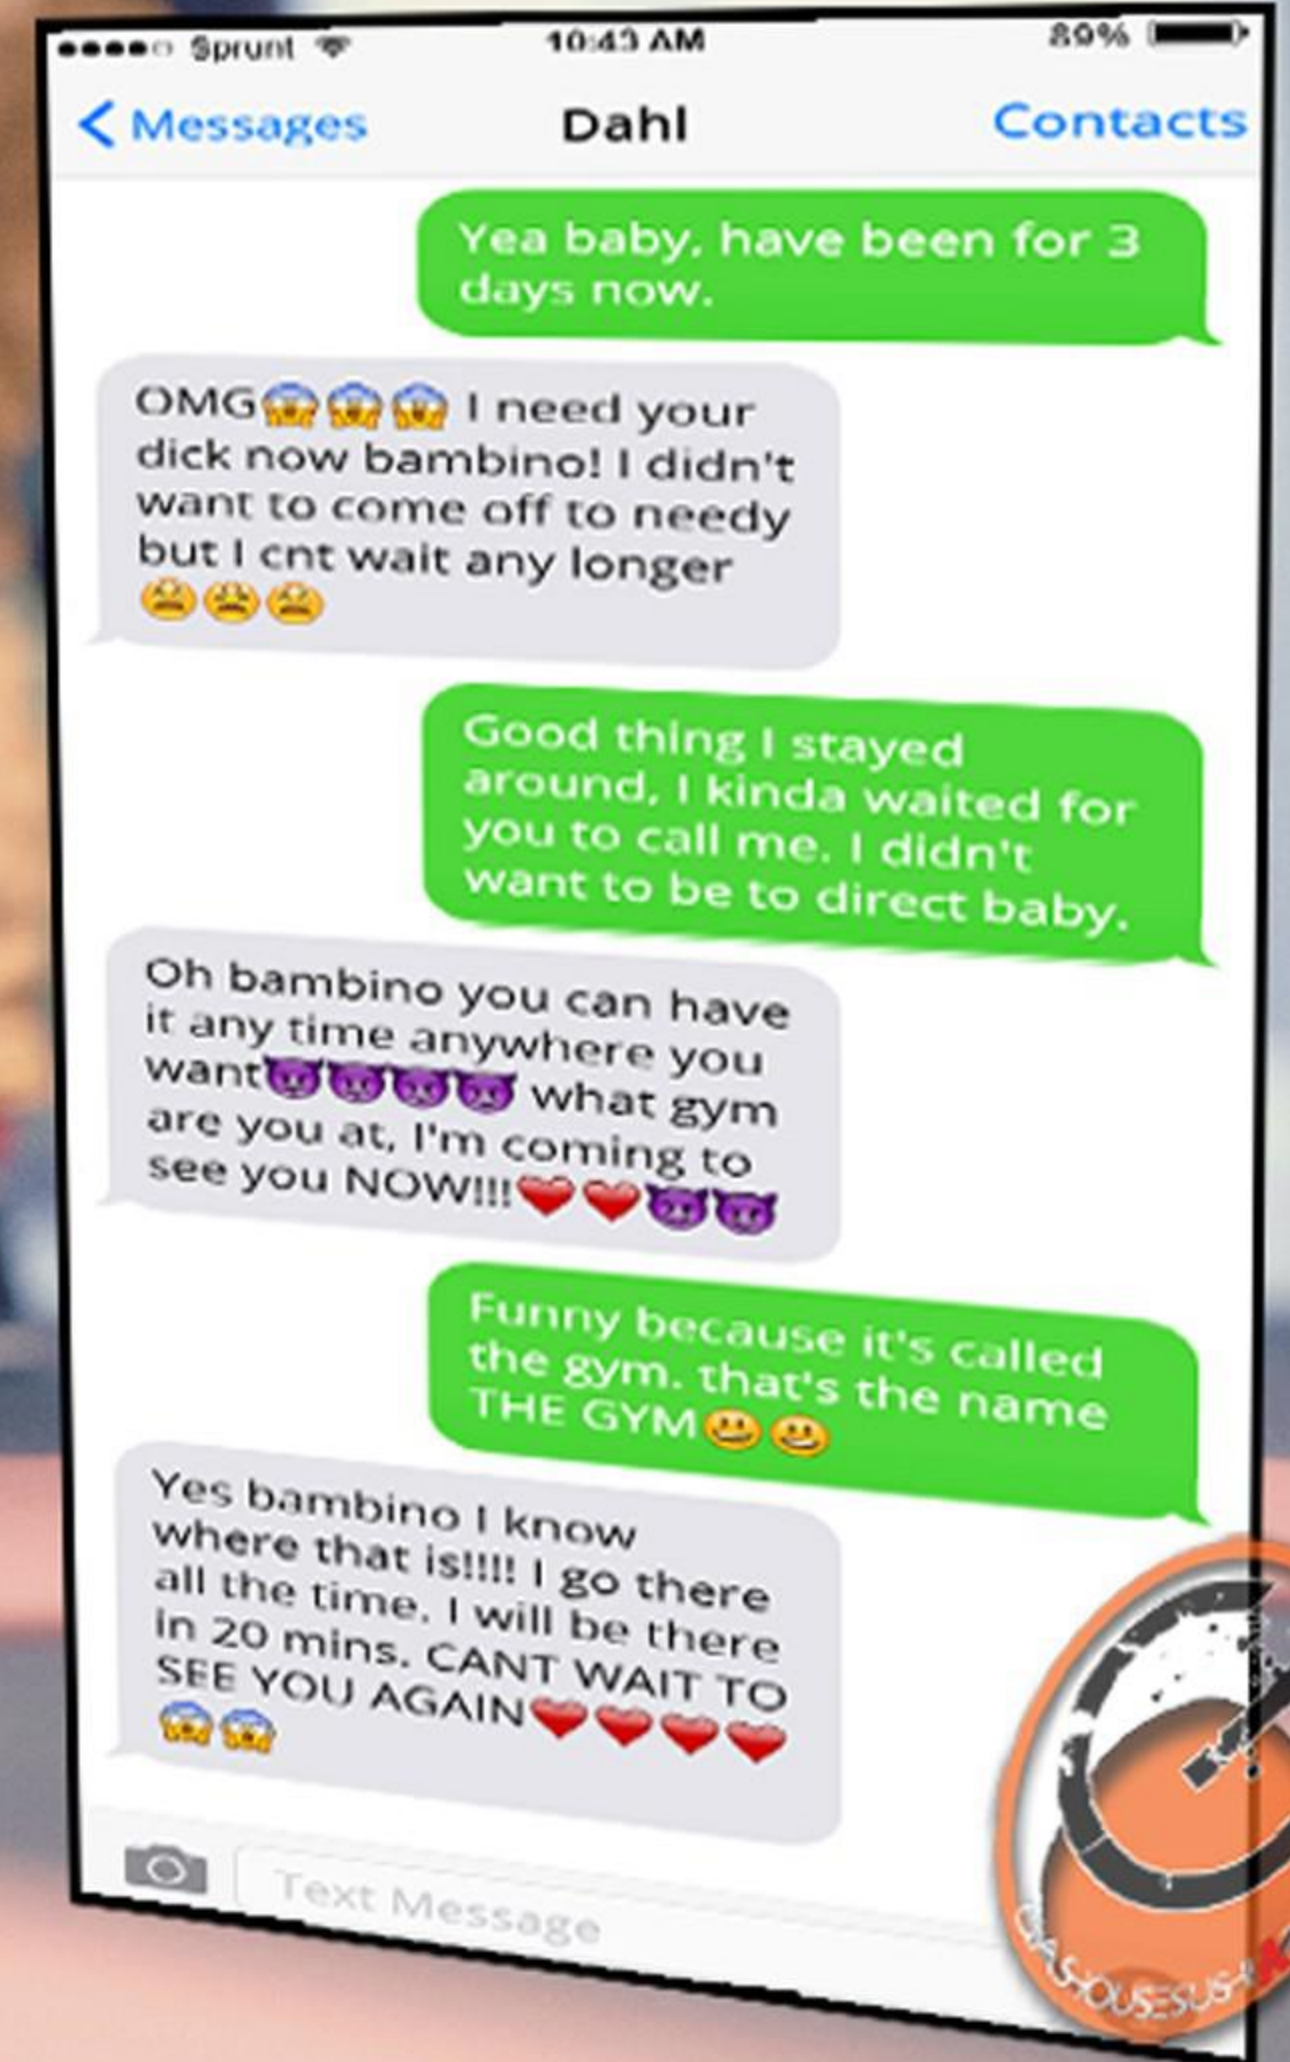 Sprunt 10:43 AM 89%
Messages Dahl Contacts
Yea baby, have been for 3
days now.
OMG😱😱😱 I need your
dick now bambino! I didn't
want to come off to needy
but I cnt wait any longer
😩😩😩
Good thing I stayed
around, I kinda waited for
you to call me. I didn't
want to be to direct baby.
Oh bambino you can have
it any time anywhere you
want😈😈😈😈 what gym
are you at, I'm coming to
see you NOW!!!❤️❤️😈😈
Funny because it's called
the gym. that's the name
THE GYM😀😀
Yes bambino I know
where that is!!!! I go there
all the time. I will be there
in 20 mins. CANT WAIT TO
SEE YOU AGAIN❤️❤️❤️❤️
😱😱
Text Message